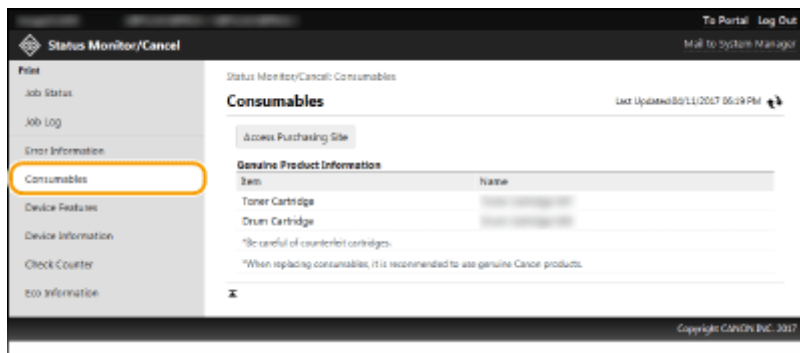 To Portal Log Out
Status Monitor/Cancel
Mail to System Manager
Print
Job Status
Job Log
Error Information
Consumables
Device Features
Device Information
Check Counter
Eco Information
Status Monitor/Cancel: Consumables
Consumables
Last Updated: 06:19 PM
Access Purchasing Site
Genuine Product Information
Item Name
Toner Cartridge
Drum Cartridge
*Be careful of counterfeit cartridges.
*When replacing consumables, it is recommended to use genuine Canon products.
Copyright CANON INC. 2017